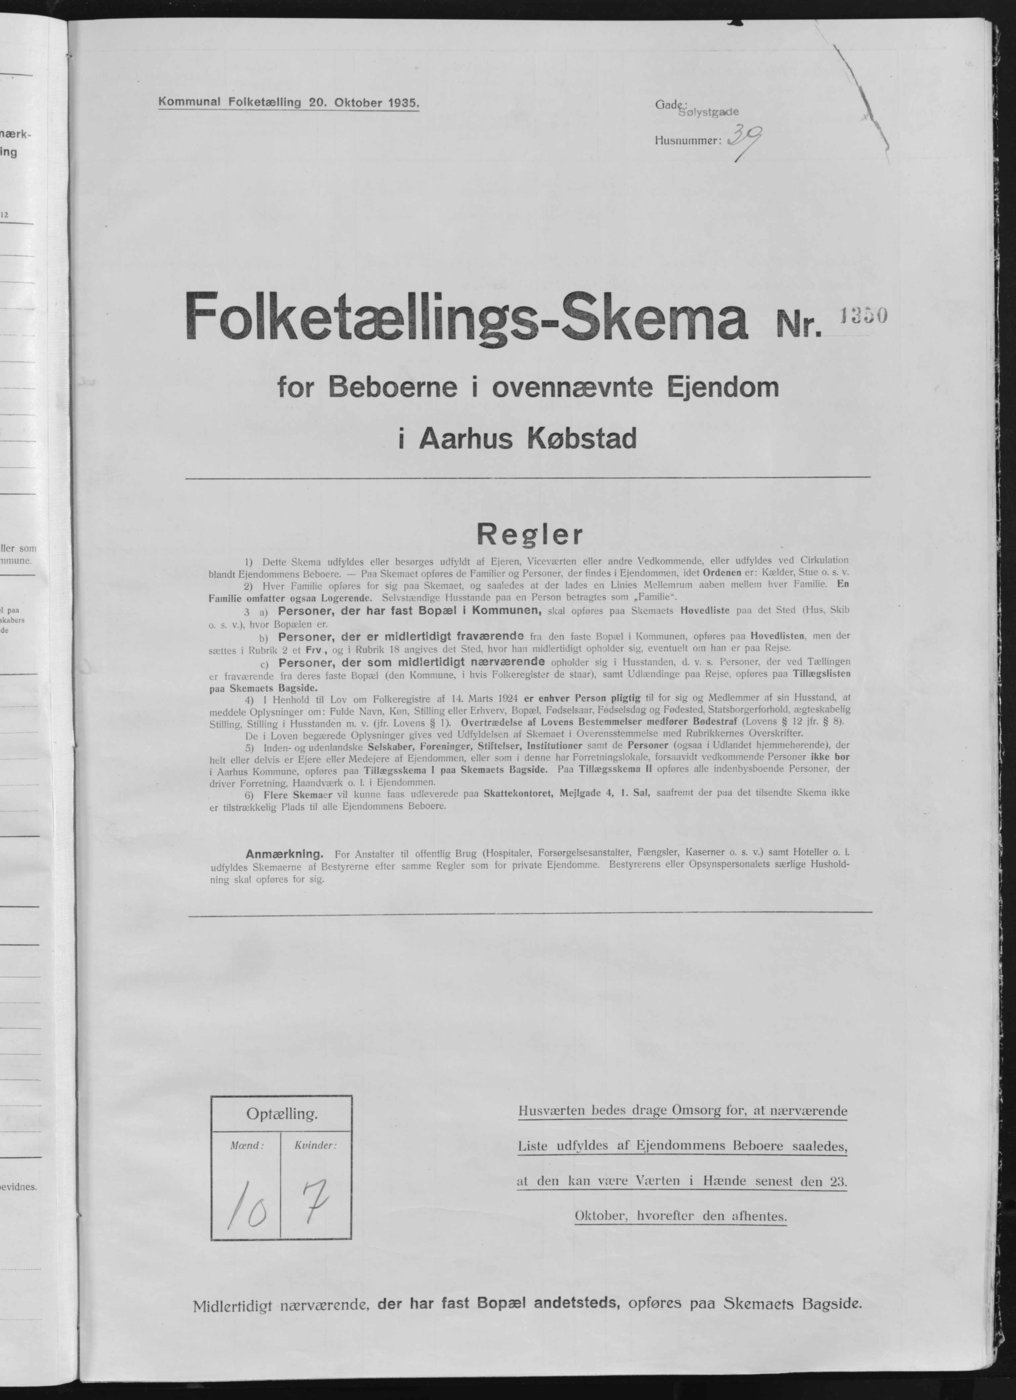 nærk-
ing
12
ller som
mmune.
l paa
skabers
de
evidnes.
Kommunal Folketælling 20. Oktober 1935.
Gade:
Sølystgade
Husnummer: 39
Folketællings-Skema Nr. 1350
for Beboerne i ovennævnte Ejendom
i Aarhus Købstad
Regler
1) Dette Skema udfyldes eller besørges udfyldt af Ejeren, Viceværten eller andre Vedkommende, eller udfyldes ved Cirkulation
blandt Ejendommens Beboere. — Paa Skemaet opføres de Familier og Personer, der findes i Ejendommen, idet Ordenen er: Kælder, Stue o. s. v.
2) Hver Familie opføres for sig paa Skemaet, og saaledes at der lades en Linies Mellemrum aaben mellem hver Familie. En
Familie omfatter ogsaa Logerende. Selvstændige Husstande paa en Person betragtes som „Familie“.
3 a) Personer, der har fast Bopæl i Kommunen, skal opføres paa Skemaets Hovedliste paa det Sted (Hus, Skib
o. s. v.), hvor Bopælen er.
b) Personer, der er midlertidigt fraværende fra den faste Bopæl i Kommunen, opføres paa Hovedlisten, men der
sættes i Rubrik 2 et Frv., og i Rubrik 18 angives det Sted, hvor han midlertidigt opholder sig, eventuelt om han er paa Rejse.
c) Personer, der som midlertidigt nærværende opholder sig i Husstanden, d. v. s. Personer, der ved Tællingen
er fraværende fra deres faste Bopæl (den Kommune, i hvis Folkeregister de staar), samt Udlændinge paa Rejse, opføres paa Tillægslisten
paa Skemaets Bagside.
4) I Henhold til Lov om Folkeregistre af 14. Marts 1924 er enhver Person pligtig til for sig og Medlemmer af sin Husstand, at
meddele Oplysninger om: Fulde Navn, Køn, Stilling eller Erhverv, Bopæl, Fødselsaar, Fødselsdag og Fødested, Statsborgerforhold, ægteskabelig
Stilling, Stilling i Husstanden m. v. (jfr. Lovens § 1). Overtrædelse af Lovens Bestemmelser medfører Bødestraf (Lovens § 12 jfr. § 8).
De i Loven begærede Oplysninger gives ved Udfyldelsen af Skemaet i Overensstemmelse med Rubrikkernes Overskrifter.
5) Inden- og udenlandske Selskaber, Foreninger, Stiftelser, Institutioner samt de Personer (ogsaa i Udlandet hjemmehørende), der
helt eller delvis er Ejere eller Medejere af Ejendommen, eller som i denne har Forretningslokale, forsaavidt vedkommende Personer ikke bor
i Aarhus Kommune, opføres paa Tillægsskema I paa Skemaets Bagside. Paa Tillægsskema II opføres alle indenbysboende Personer, der
driver Forretning, Haandværk o. l. i Ejendommen.
6) Flere Skemaer vil kunne faas udleverede paa Skattekontoret, Mejlgade 4, 1. Sal, saafremt der paa det tilsendte Skema ikke
er tilstrækkelig Plads til alle Ejendommens Beboere.
Anmærkning. For Anstalter til offentlig Brug (Hospitaler, Forsørgelsesanstalter, Fængsler, Kaserner o. s. v.) samt Hoteller o. l.
udfyldes Skemaerne af Bestyrerne efter samme Regler som for private Ejendomme. Bestyrerens eller Opsynspersonalets særlige Hushold-
ning skal opføres for sig.
Optælling.
Mænd: Kvinder:
10 7
Husværten bedes drage Omsorg for, at nærværende
Liste udfyldes af Ejendommens Beboere saaledes,
at den kan være Værten i Hænde senest den 23.
Oktober, hvorefter den afhentes.
Midlertidigt nærværende, der har fast Bopæl andetsteds, opføres paa Skemaets Bagside.